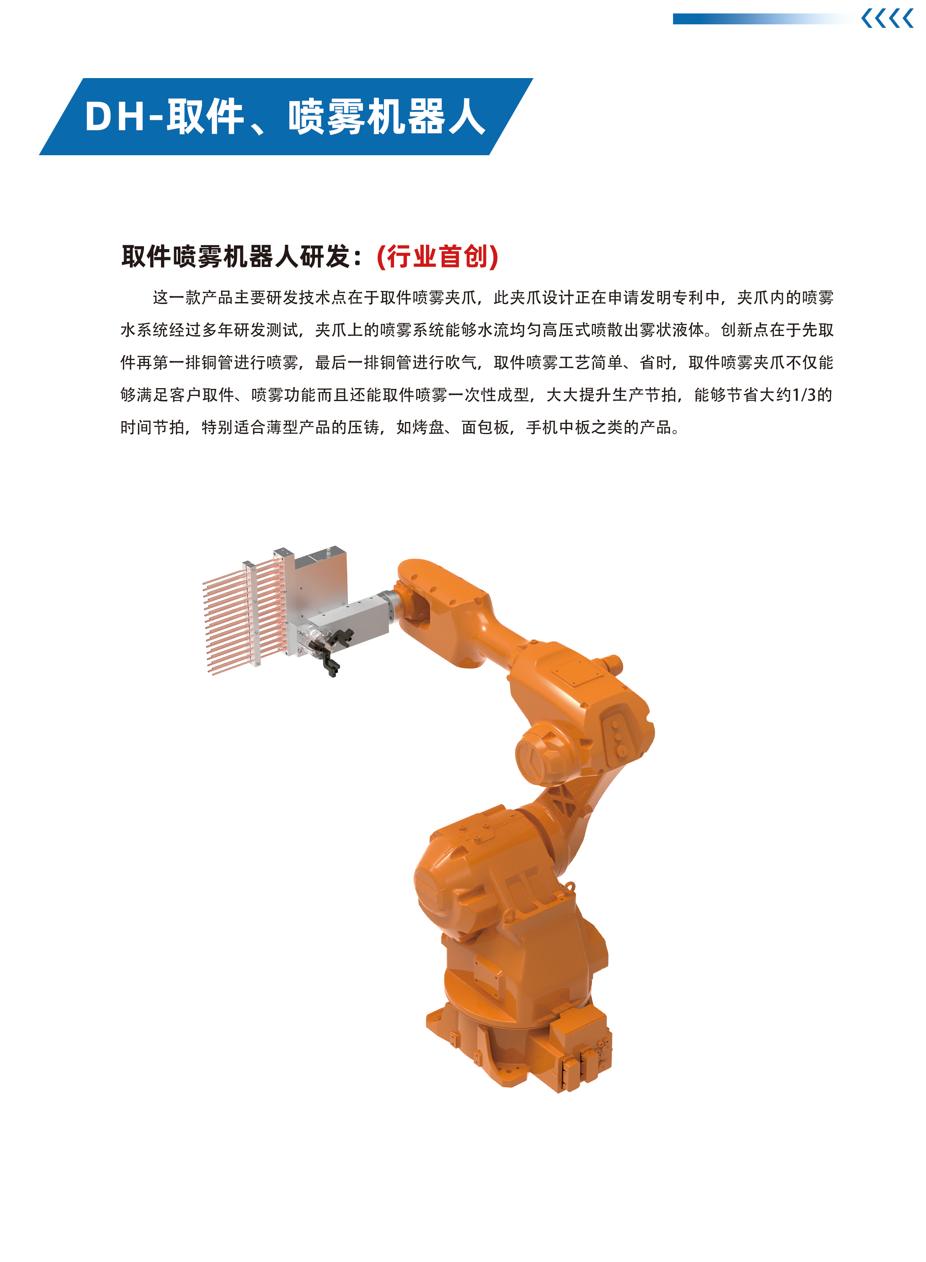 DH-取件、喷雾机器人
取件喷雾机器人研发：(行业首创)
这一款产品主要研发技术点在于取件喷雾夹爪，此夹爪设计正在申请发明专利中，夹爪内的喷雾
水系统经过多年研发测试，夹爪上的喷雾系统能够水流均匀高压式喷散出雾状液体。创新点在于先取
件再第一排铜管进行喷雾，最后一排铜管进行吹气，取件喷雾工艺简单、省时，取件喷雾夹爪不仅能
够满足客户取件、喷雾功能而且还能取件喷雾一次性成型，大大提升生产节拍，能够节省大约1/3的
时间节拍，特别适合薄型产品的压铸，如烤盘、面包板，手机中板之类的产品。